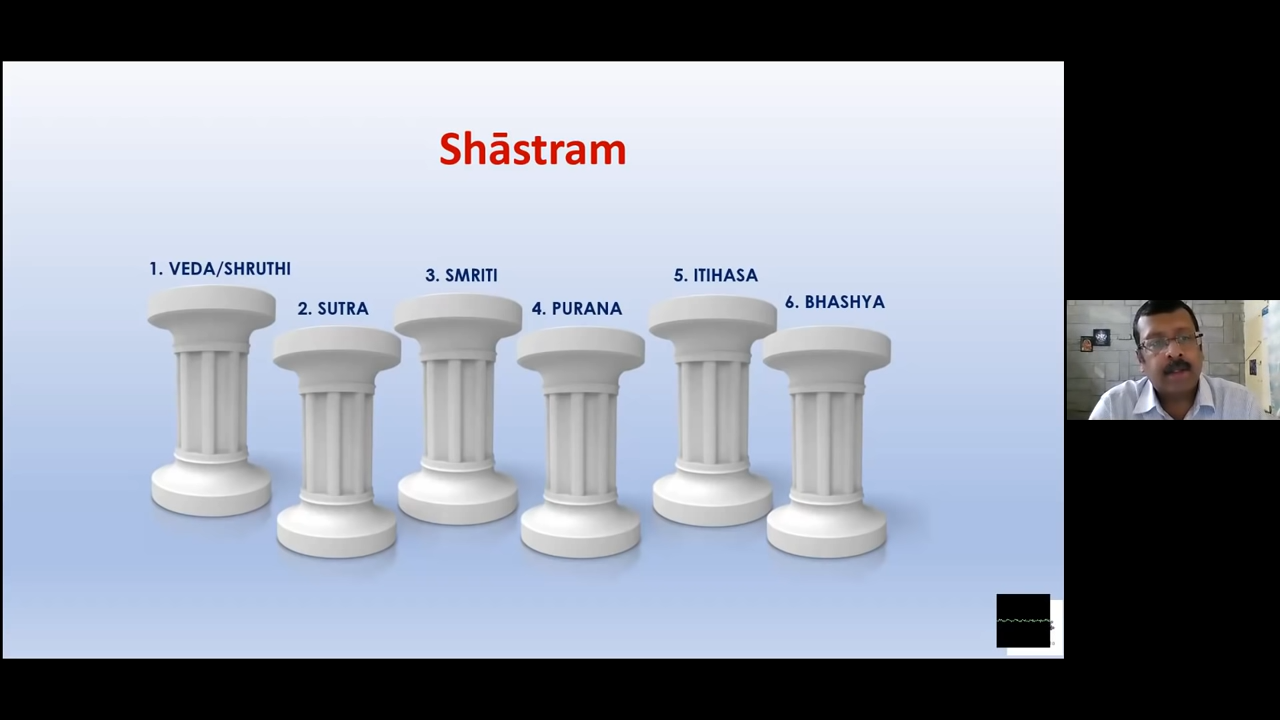 Shāstram
1. VEDA/SHRUTHI
2. SUTRA
3. SMRITI
4. PURANA
5. ITIHASA
6. BHASHYA